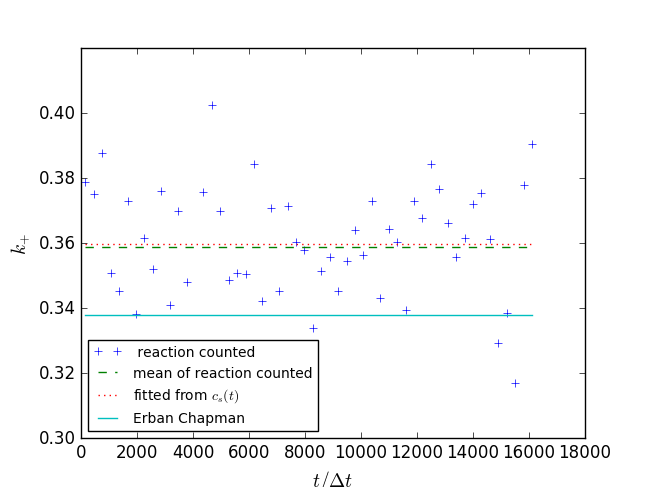 0.40
0.38
0.36
0.34
0.32
0.30
k₊
reaction counted
mean of reaction counted
fitted from cₛ(t)
Erban Chapman
0 2000 4000 6000 8000 10000 12000 14000 16000 18000
t/Δt